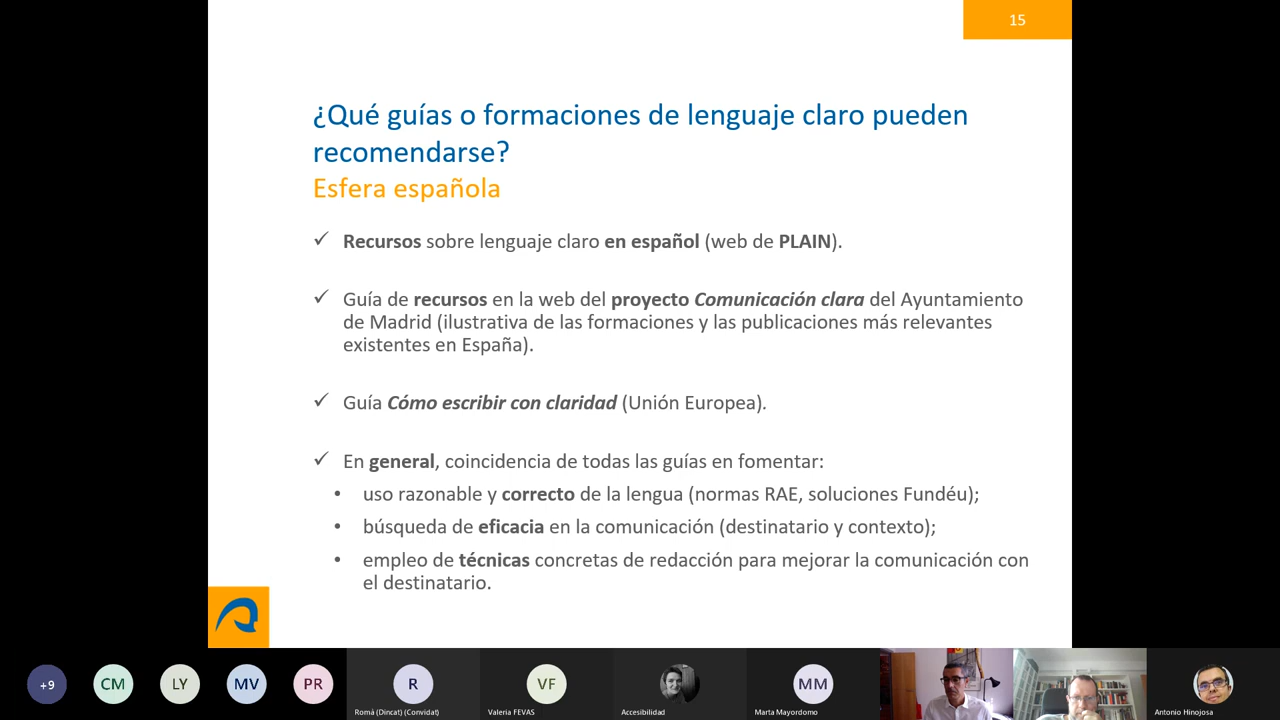 15
¿Qué guías o formaciones de lenguaje claro pueden
recomendarse?
Esfera española
✓ Recursos sobre lenguaje claro en español (web de PLAIN).
✓ Guía de recursos en la web del proyecto Comunicación clara del Ayuntamiento
de Madrid (ilustrativa de las formaciones y las publicaciones más relevantes
existentes en España).
✓ Guía Cómo escribir con claridad (Unión Europea).
✓ En general, coincidencia de todas las guías en fomentar:
• uso razonable y correcto de la lengua (normas RAE, soluciones Fundéu);
• búsqueda de eficacia en la comunicación (destinatario y contexto);
• empleo de técnicas concretas de redacción para mejorar la comunicación con
el destinatario.
+9 CM LY MV PR R VF MM
Romá (Dincat) (Convidat) Valeria FEVAS Accesibilidad Marta Mayordomo Antonio Hinojosa